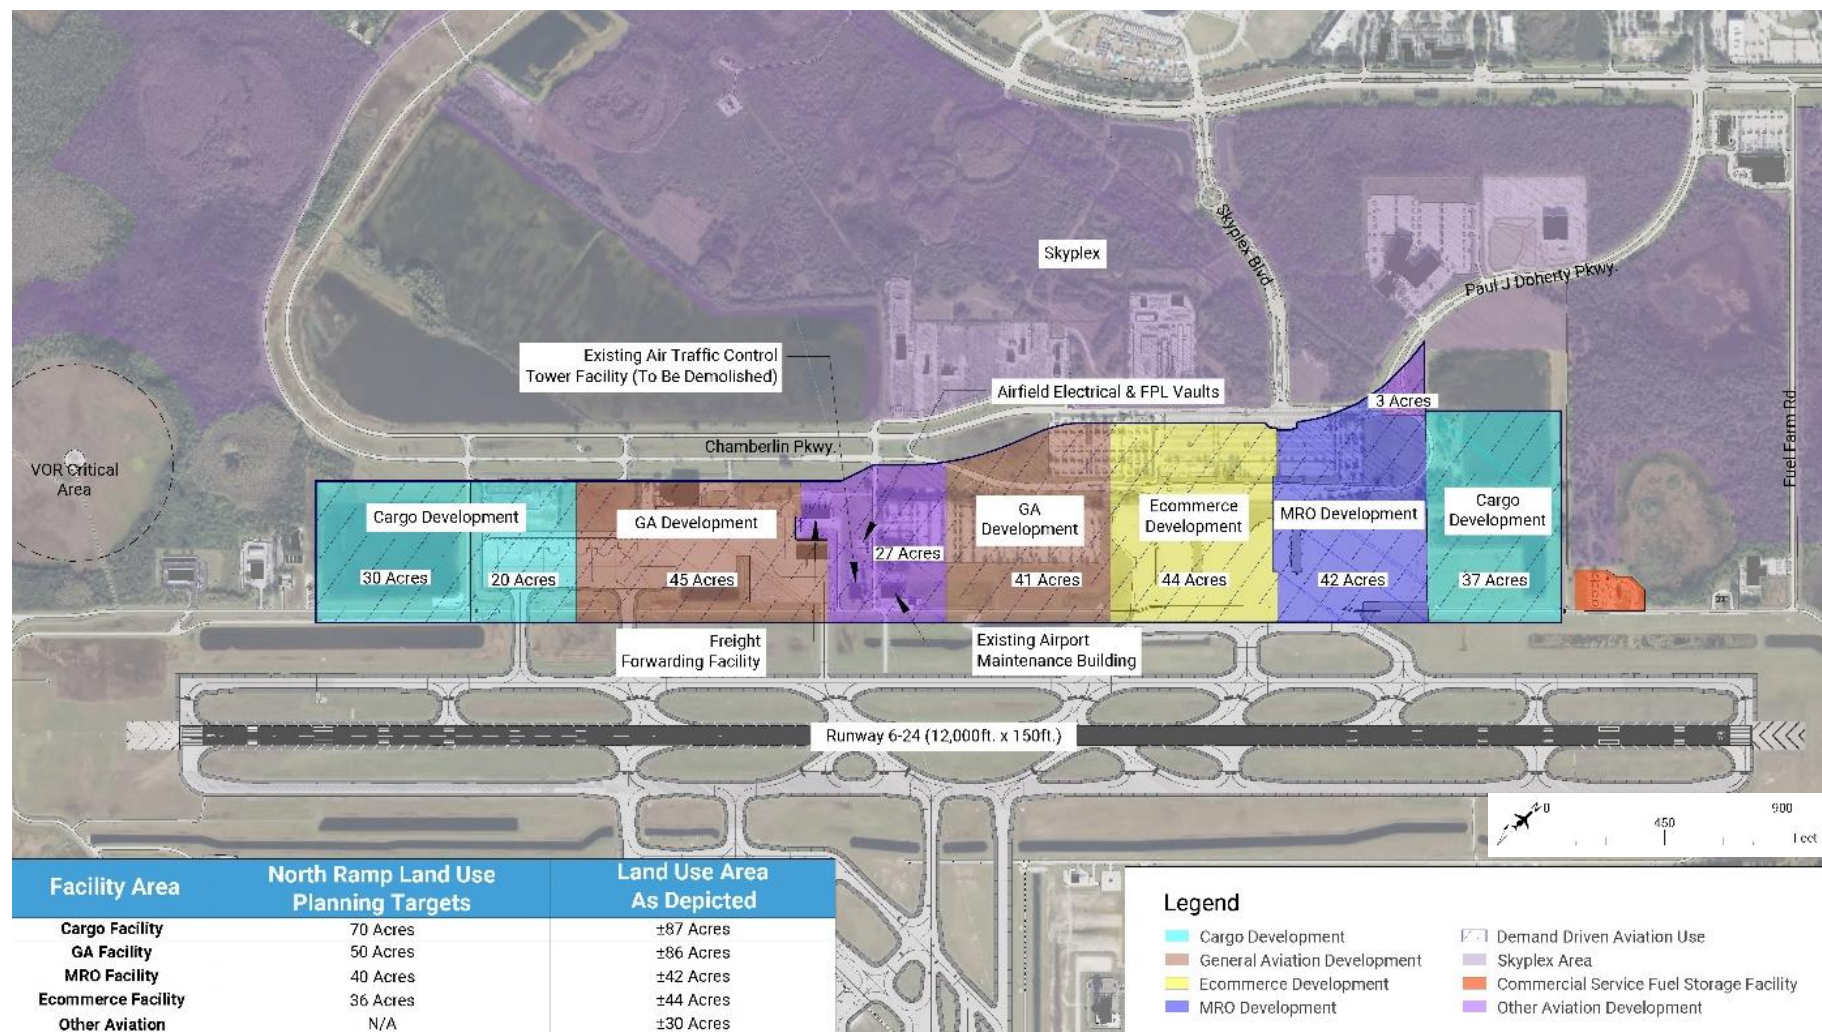 Skyplex
Skyplex Blvd.
Paul J Doherty Pkwy.
Existing Air Traffic Control
Tower Facility (To Be Demolished)
Airfield Electrical & FPL Vaults
3 Acres
Chamberlin Pkwy.
Fuel Farm Rd
VOR Critical
Area
Cargo Development
GA Development
GA
Development
Ecommerce
Development
MRO Development
Cargo
Development
27 Acres
30 Acres
20 Acres
45 Acres
41 Acres
44 Acres
42 Acres
37 Acres
Freight
Forwarding Facility
Existing Airport
Maintenance Building
Runway 6-24 (12,000ft. x 150ft.)
0
450
900
Feet
Facility Area North Ramp Land Use Planning Targets Land Use Area As Depicted
Cargo Facility 70 Acres ±87 Acres
GA Facility 50 Acres ±86 Acres
MRO Facility 40 Acres ±42 Acres
Ecommerce Facility 36 Acres ±44 Acres
Other Aviation N/A ±30 Acres
Legend
Cargo Development
General Aviation Development
Ecommerce Development
MRO Development
Demand Driven Aviation Use
Skyplex Area
Commercial Service Fuel Storage Facility
Other Aviation Development